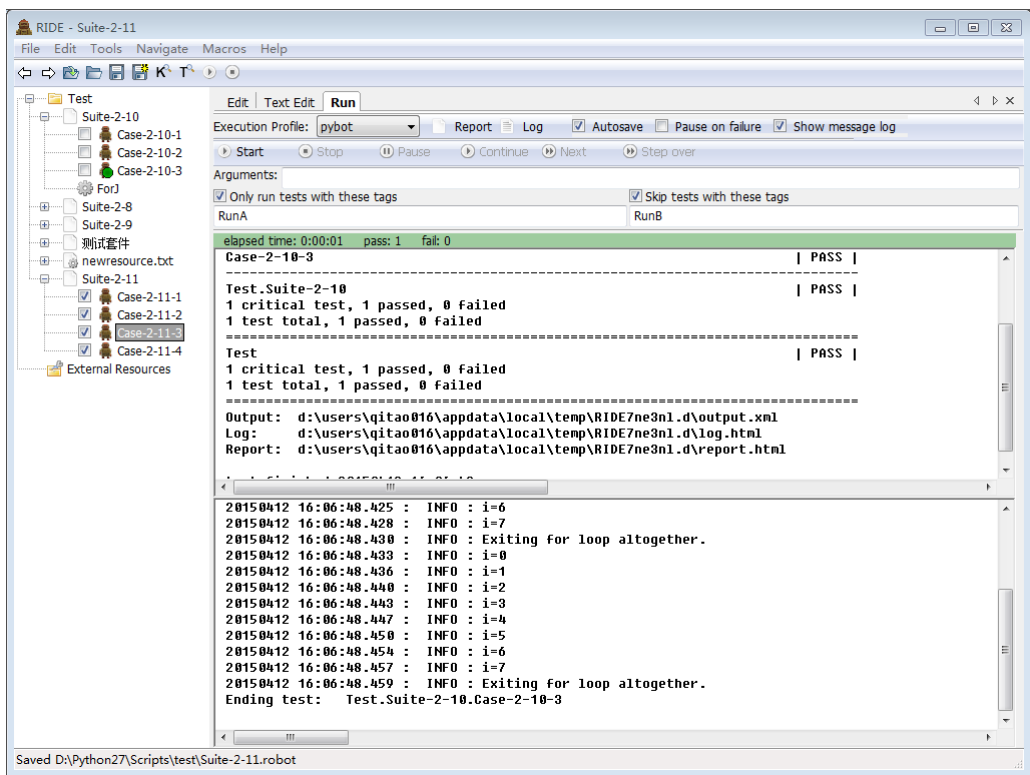 RIDE - Suite-2-11
File Edit Tools Navigate Macros Help
Test
Suite-2-10
Case-2-10-1
Case-2-10-2
Case-2-10-3
ForJ
Suite-2-8
Suite-2-9
测试套件
newresource.txt
Suite-2-11
Case-2-11-1
Case-2-11-2
Case-2-11-3
Case-2-11-4
External Resources
Edit Text Edit Run
Execution Profile: pybot Report Log Autosave Pause on failure Show message log
Start Stop Pause Continue Next Step over
Arguments:
Only run tests with these tags Skip tests with these tags
RunA RunB
elapsed time: 0:00:01 pass: 1 fail: 0
Case-2-10-3 | PASS |
------------------------------------------------------------------------------
Test.Suite-2-10 | PASS |
1 critical test, 1 passed, 0 failed
1 test total, 1 passed, 0 failed
==============================================================================
Test | PASS |
1 critical test, 1 passed, 0 failed
1 test total, 1 passed, 0 failed
==============================================================================
Output: d:\users\qitao016\appdata\local\temp\RIDE7ne3nl.d\output.xml
Log: d:\users\qitao016\appdata\local\temp\RIDE7ne3nl.d\log.html
Report: d:\users\qitao016\appdata\local\temp\RIDE7ne3nl.d\report.html
20150412 16:06:48.425 : INFO : i=6
20150412 16:06:48.428 : INFO : i=7
20150412 16:06:48.430 : INFO : Exiting for loop altogether.
20150412 16:06:48.433 : INFO : i=0
20150412 16:06:48.436 : INFO : i=1
20150412 16:06:48.440 : INFO : i=2
20150412 16:06:48.443 : INFO : i=3
20150412 16:06:48.447 : INFO : i=4
20150412 16:06:48.450 : INFO : i=5
20150412 16:06:48.454 : INFO : i=6
20150412 16:06:48.457 : INFO : i=7
20150412 16:06:48.459 : INFO : Exiting for loop altogether.
Ending test: Test.Suite-2-10.Case-2-10-3
Saved D:\Python27\Scripts\test\Suite-2-11.robot